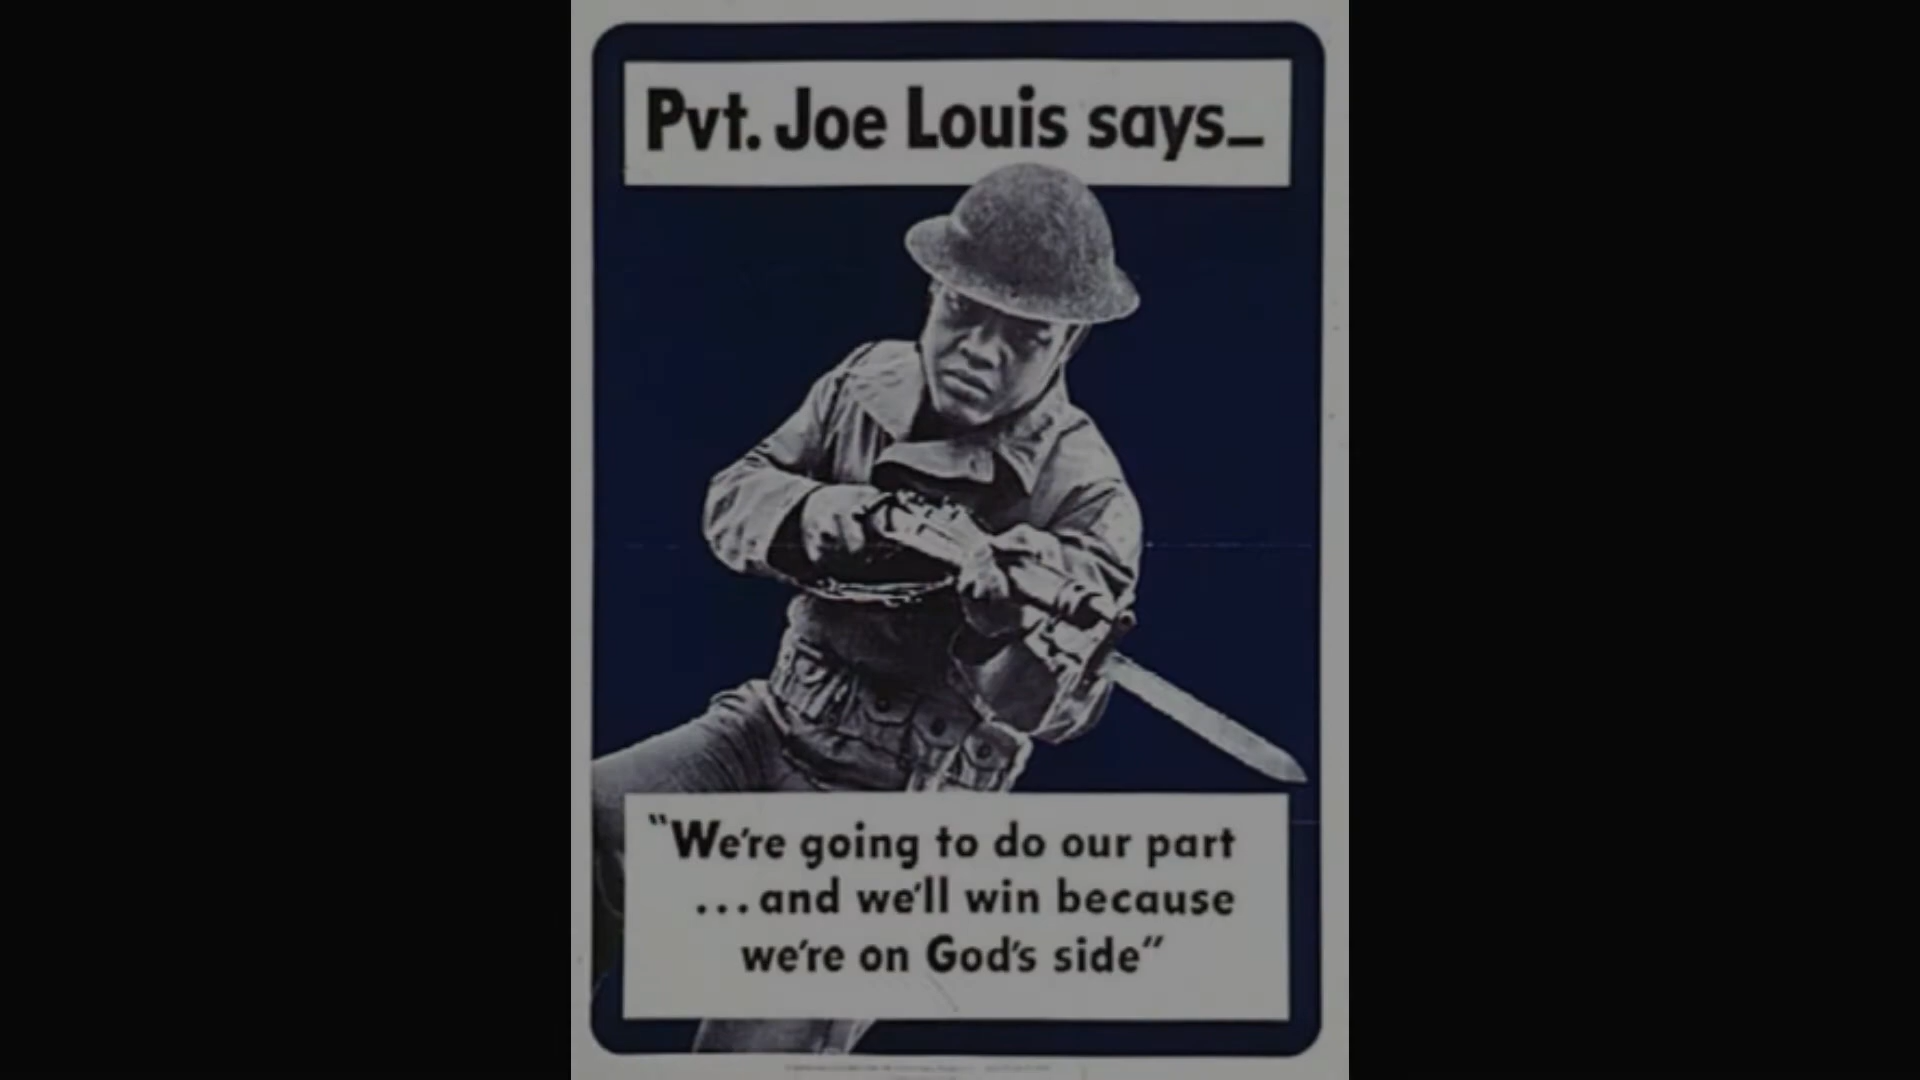 Pvt. Joe Louis says_
"We're going to do our part
...and we'll win because
we're on God's side"